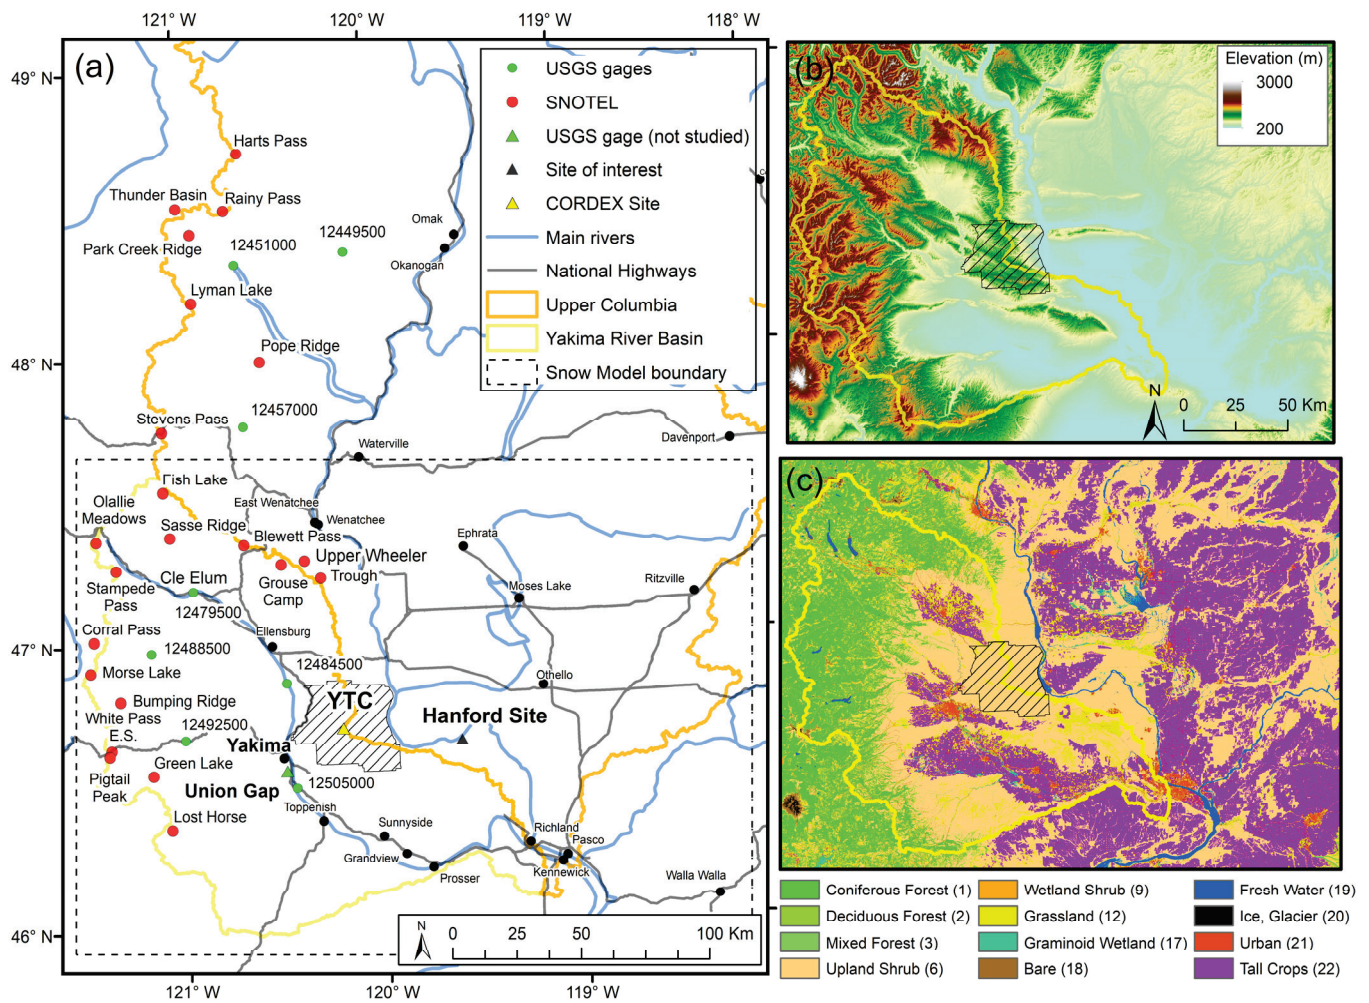 121° W 120° W 119° W 118° W
(a)
49° N
48° N
47° N
46° N
USGS gages
SNOTEL
USGS gage (not studied)
Site of interest
CORDEX Site
Main rivers
National Highways
Upper Columbia
Yakima River Basin
Snow Model boundary
Harts Pass
Thunder Basin
Rainy Pass
Park Creek Ridge
12451000
12449500
Omak
Okanogan
Lyman Lake
Pope Ridge
12457000
Stevens Pass
Waterville
Davenport
Fish Lake
Olallie
Meadows
East Wenatchee
Wenatchee
Sasse Ridge
Blewett Pass
Ephrata
Upper Wheeler
Trough
Grouse
Camp
Cle Elum
Stampede
Pass
12479500
Moses Lake
Ritzville
Corral Pass
Ellensburg
12488500
12484500
Othello
Morse Lake
Bumping Ridge
YTC
Hanford Site
White Pass
E.S.
12492500
Yakima
Green Lake
Pigtail
Peak
12505000
Union Gap
Toppenish
Lost Horse
Sunnyside
Grandview
Prosser
Richland
Pasco
Kennewick
Walla Walla
N
0 25 50 100 Km
121° W 120° W 119° W
(b)
Elevation (m)
3000
200
N
0 25 50 Km
(c)
Coniferous Forest (1)
Deciduous Forest (2)
Mixed Forest (3)
Upland Shrub (6)
Wetland Shrub (9)
Grassland (12)
Graminoid Wetland (17)
Bare (18)
Fresh Water (19)
Ice, Glacier (20)
Urban (21)
Tall Crops (22)